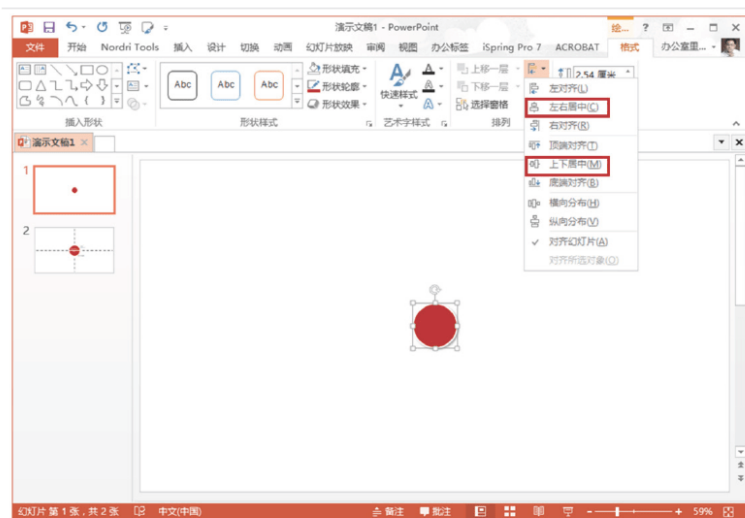 演示文稿1 - PowerPoint
绘... ?
文件 开始 Nordri Tools 插入 设计 切换 动画 幻灯片放映 审阅 视图 办公标签 iSpring Pro 7 ACROBAT 格式 办公室里...
Abc Abc Abc
形状填充
形状轮廓
形状效果
快速样式
上移一层
下移一层
选择窗格
2.54 厘米
插入形状 形状样式 艺术字样式 排列
左对齐(L)
左右居中(C)
右对齐(R)
顶端对齐(T)
上下居中(M)
底端对齐(B)
横向分布(H)
纵向分布(V)
对齐幻灯片(A)
对齐所选对象(O)
演示文稿1
1
2
幻灯片 第 1 张，共 2 张 中文(中国) 备注 批注 59%